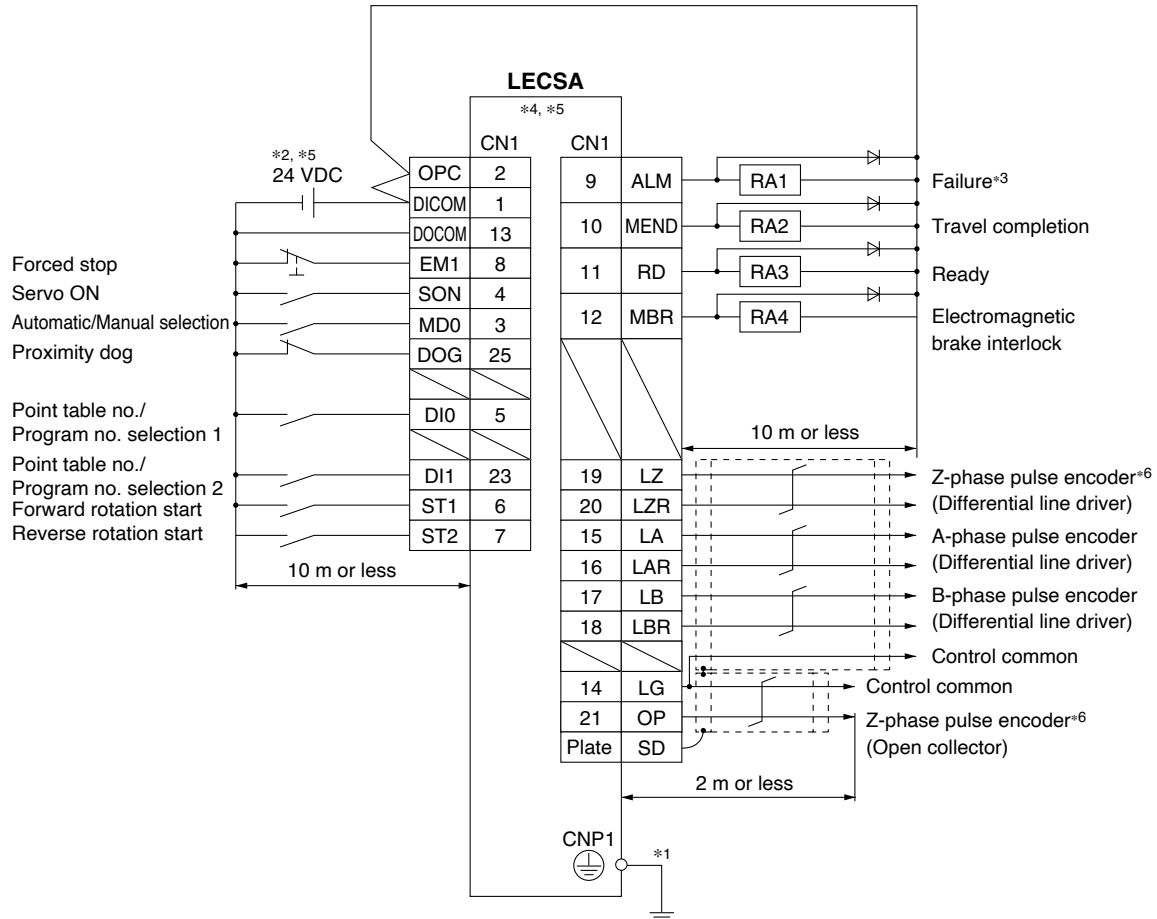 LECSA
*4, *5
CN1 CN1
*2, *5
24 VDC
OPC 2
DICOM 1
DOCOM 13
Forced stop EM1 8
Servo ON SON 4
Automatic/Manual selection MD0 3
Proximity dog DOG 25
Point table no./
Program no. selection 1
DI0 5
Point table no./
Program no. selection 2
DI1 23
Forward rotation start ST1 6
Reverse rotation start ST2 7
10 m or less
9 ALM RA1 Failure*3
10 MEND RA2 Travel completion
11 RD RA3 Ready
12 MBR RA4 Electromagnetic
brake interlock
10 m or less
19 LZ Z-phase pulse encoder*6
20 LZR (Differential line driver)
15 LA A-phase pulse encoder
16 LAR (Differential line driver)
17 LB B-phase pulse encoder
18 LBR (Differential line driver)
Control common
14 LG Control common
21 OP Z-phase pulse encoder*6
Plate SD (Open collector)
2 m or less
CNP1
*1